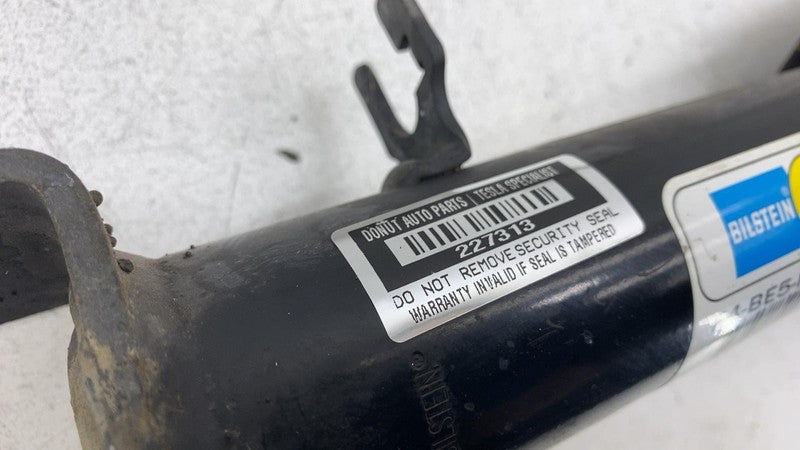 DONUT AUTO PARTS | TESLA SPECIALIST
227313
DO NOT REMOVE SECURITY SEAL
WARRANTY INVALID IF SEAL IS TAMPERED
BILSTEIN